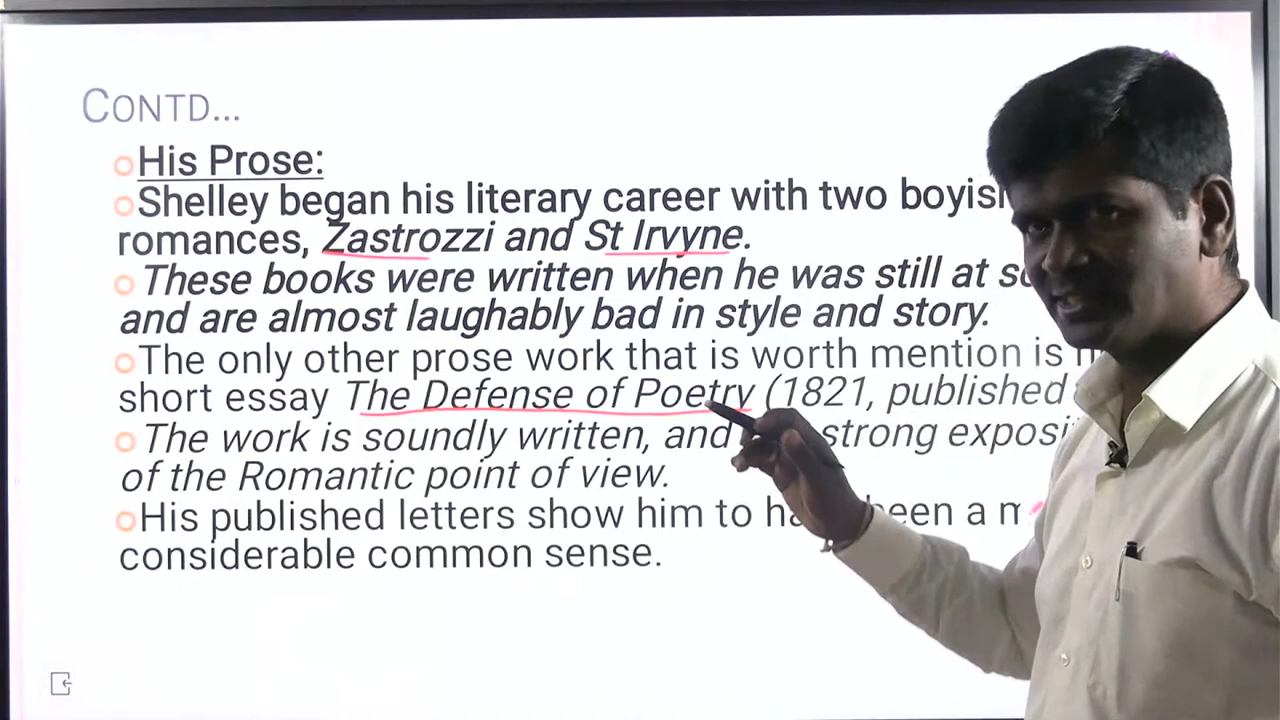 CONTD...
His Prose:
Shelley began his literary career with two
romances, Zastrozzi and St Irvyne.
These books were written when he was still at
and are almost laughably bad in style and story.
The only other prose work that is worth mention is
short essay The Defense of Poetry (1821, published
The work is soundly written, and strong
of the Romantic point of view.
His published letters show him to been a
considerable common sense.